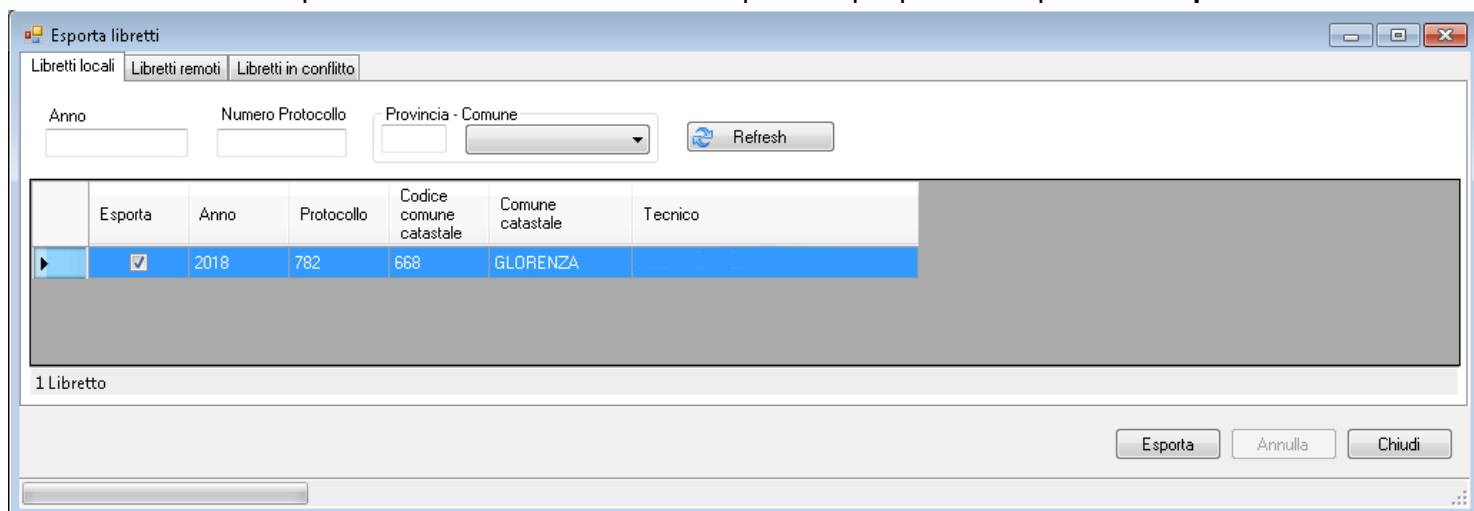 Esporta libretti
Libretti locali Libretti remoti Libretti in conflitto
Anno Numero Protocollo Provincia - Comune
Refresh
Esporta Anno Protocollo Codice comune catastale Comune catastale Tecnico
2018 782 668 GLORENZA
1 Libretto
Esporta Annulla Chiudi